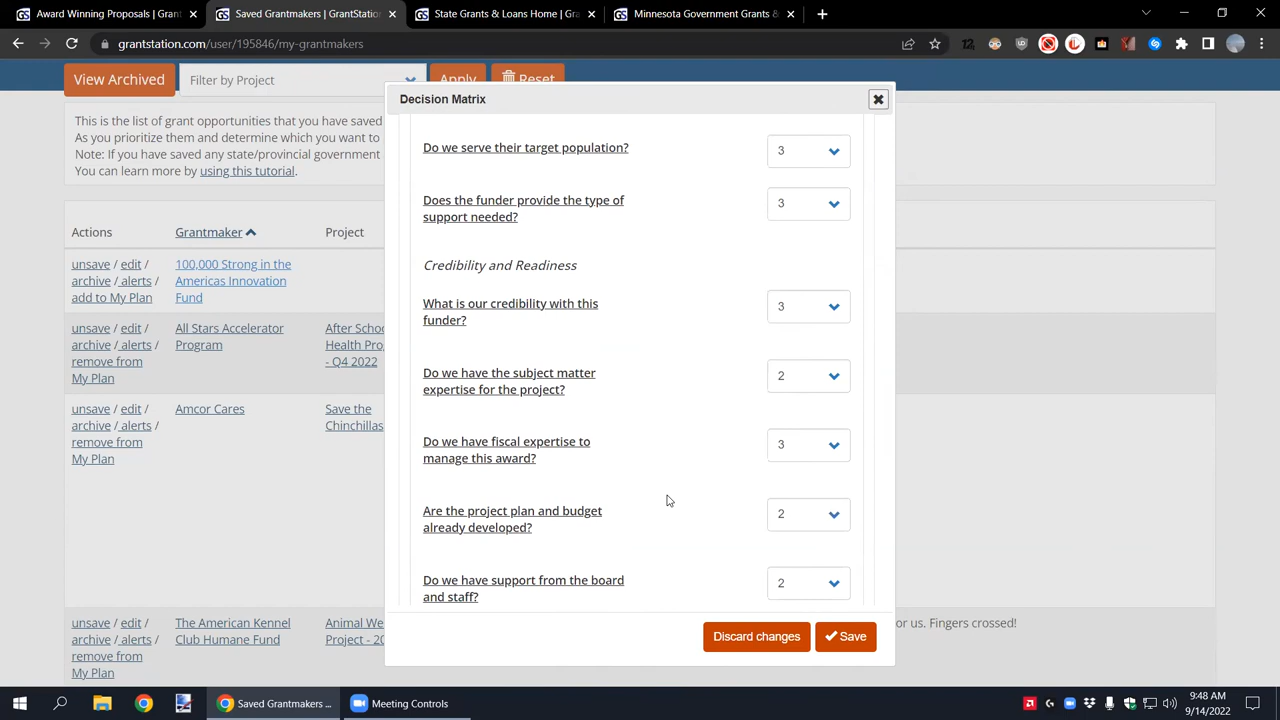 Award Winning Proposals | Grant
Saved Grantmakers | GrantStation
State & Local Funders | Grant
Minnesota Government Grants &
grantstation.com/user/195846/my-grantmakers
View Archived
Filter by Project
Apply
Reset
Decision Matrix
This is the list of grant opportunities that you have saved
As you prioritize them and determine which you want to
Note: If you have saved any state/provincial government
You can learn more by using this tutorial.
Do we serve their target population?
3
Does the funder provide the type of
support needed?
3
Credibility and Readiness
What is our credibility with this
funder?
3
Do we have the subject matter
expertise for the project?
2
Do we have fiscal expertise to
manage this award?
3
Are the project plan and budget
already developed?
2
Do we have support from the board
and staff?
2
Discard changes
Save
Actions
Grantmaker
Project
unsave / edit /
archive / alerts /
add to My Plan
100,000 Strong in the
Americas Innovation
Fund
unsave / edit /
archive / alerts /
remove from
My Plan
All Stars Accelerator
Program
After Schoo
Health Pro
- Q4 2022
unsave / edit /
archive / alerts /
remove from
My Plan
Amcor Cares
Save the
Chinchillas
unsave / edit /
archive / alerts /
remove from
My Plan
The American Kennel
Club Humane Fund
Animal We
Project - 20
or us. Fingers crossed!
Saved Grantmakers ...
Meeting Controls
9:48 AM
9/14/2022